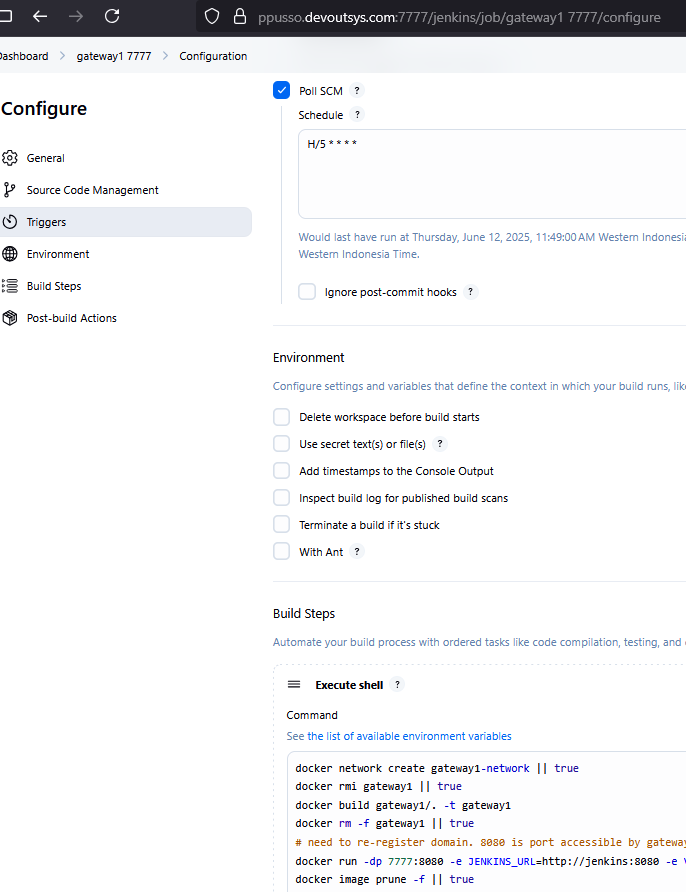 ppusso.devoutsys.com:7777/jenkins/job/gateway1 7777/configure
Dashboard > gateway1 7777 > Configuration
Configure
General
Source Code Management
Triggers
Environment
Build Steps
Post-build Actions
Poll SCM ?
Schedule ?
H/5 * * * *
Would last have run at Thursday, June 12, 2025, 11:49:00 AM Western Indonesia
Western Indonesia Time.
Ignore post-commit hooks ?
Environment
Configure settings and variables that define the context in which your build runs, like
Delete workspace before build starts
Use secret text(s) or file(s) ?
Add timestamps to the Console Output
Inspect build log for published build scans
Terminate a build if it's stuck
With Ant ?
Build Steps
Automate your build process with ordered tasks like code compilation, testing, and
Execute shell ?
Command
See the list of available environment variables
docker network create gateway1-network || true
docker rmi gateway1 || true
docker build gateway1/. -t gateway1
docker rm -f gateway1 || true
# need to re-register domain. 8080 is port accessible by gateway
docker run -dp 7777:8080 -e JENKINS_URL=http://jenkins:8080 -e
docker image prune -f || true